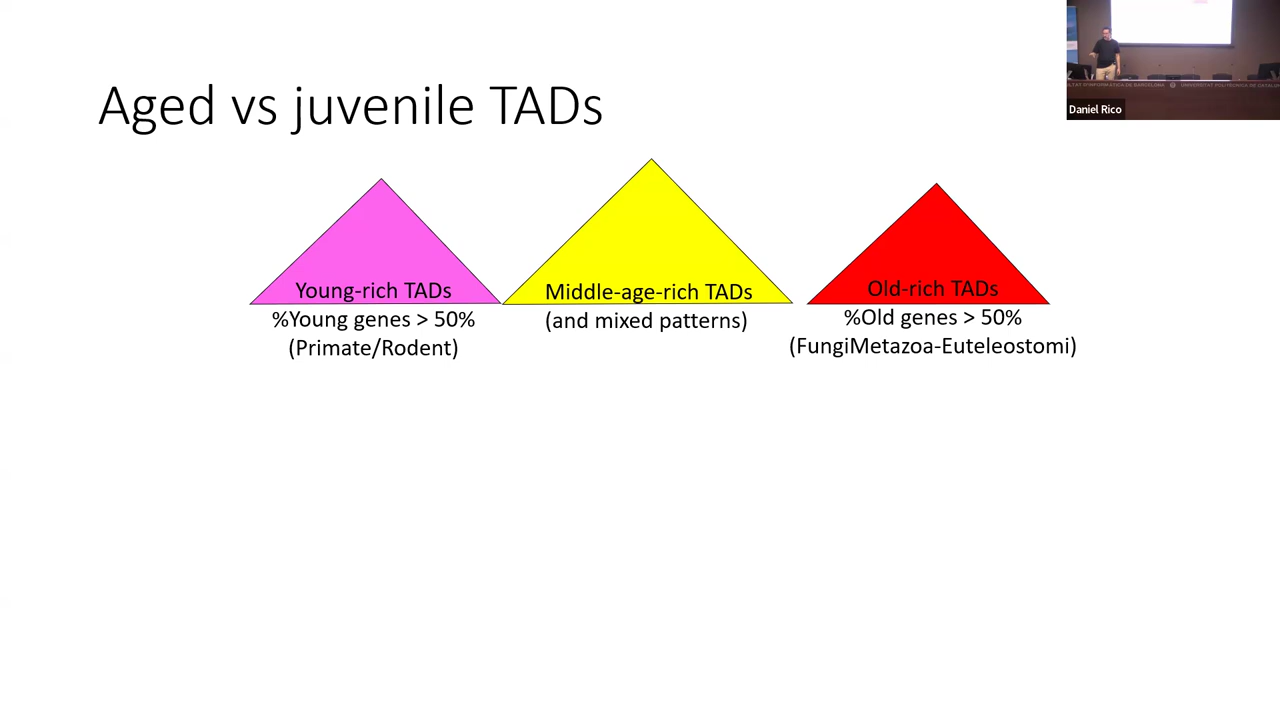 Aged vs juvenile TADs
Young-rich TADs
%Young genes > 50%
(Primate/Rodent)
Middle-age-rich TADs
(and mixed patterns)
Old-rich TADs
%Old genes > 50%
(FungiMetazoa-Euteleostomi)
Daniel Rico